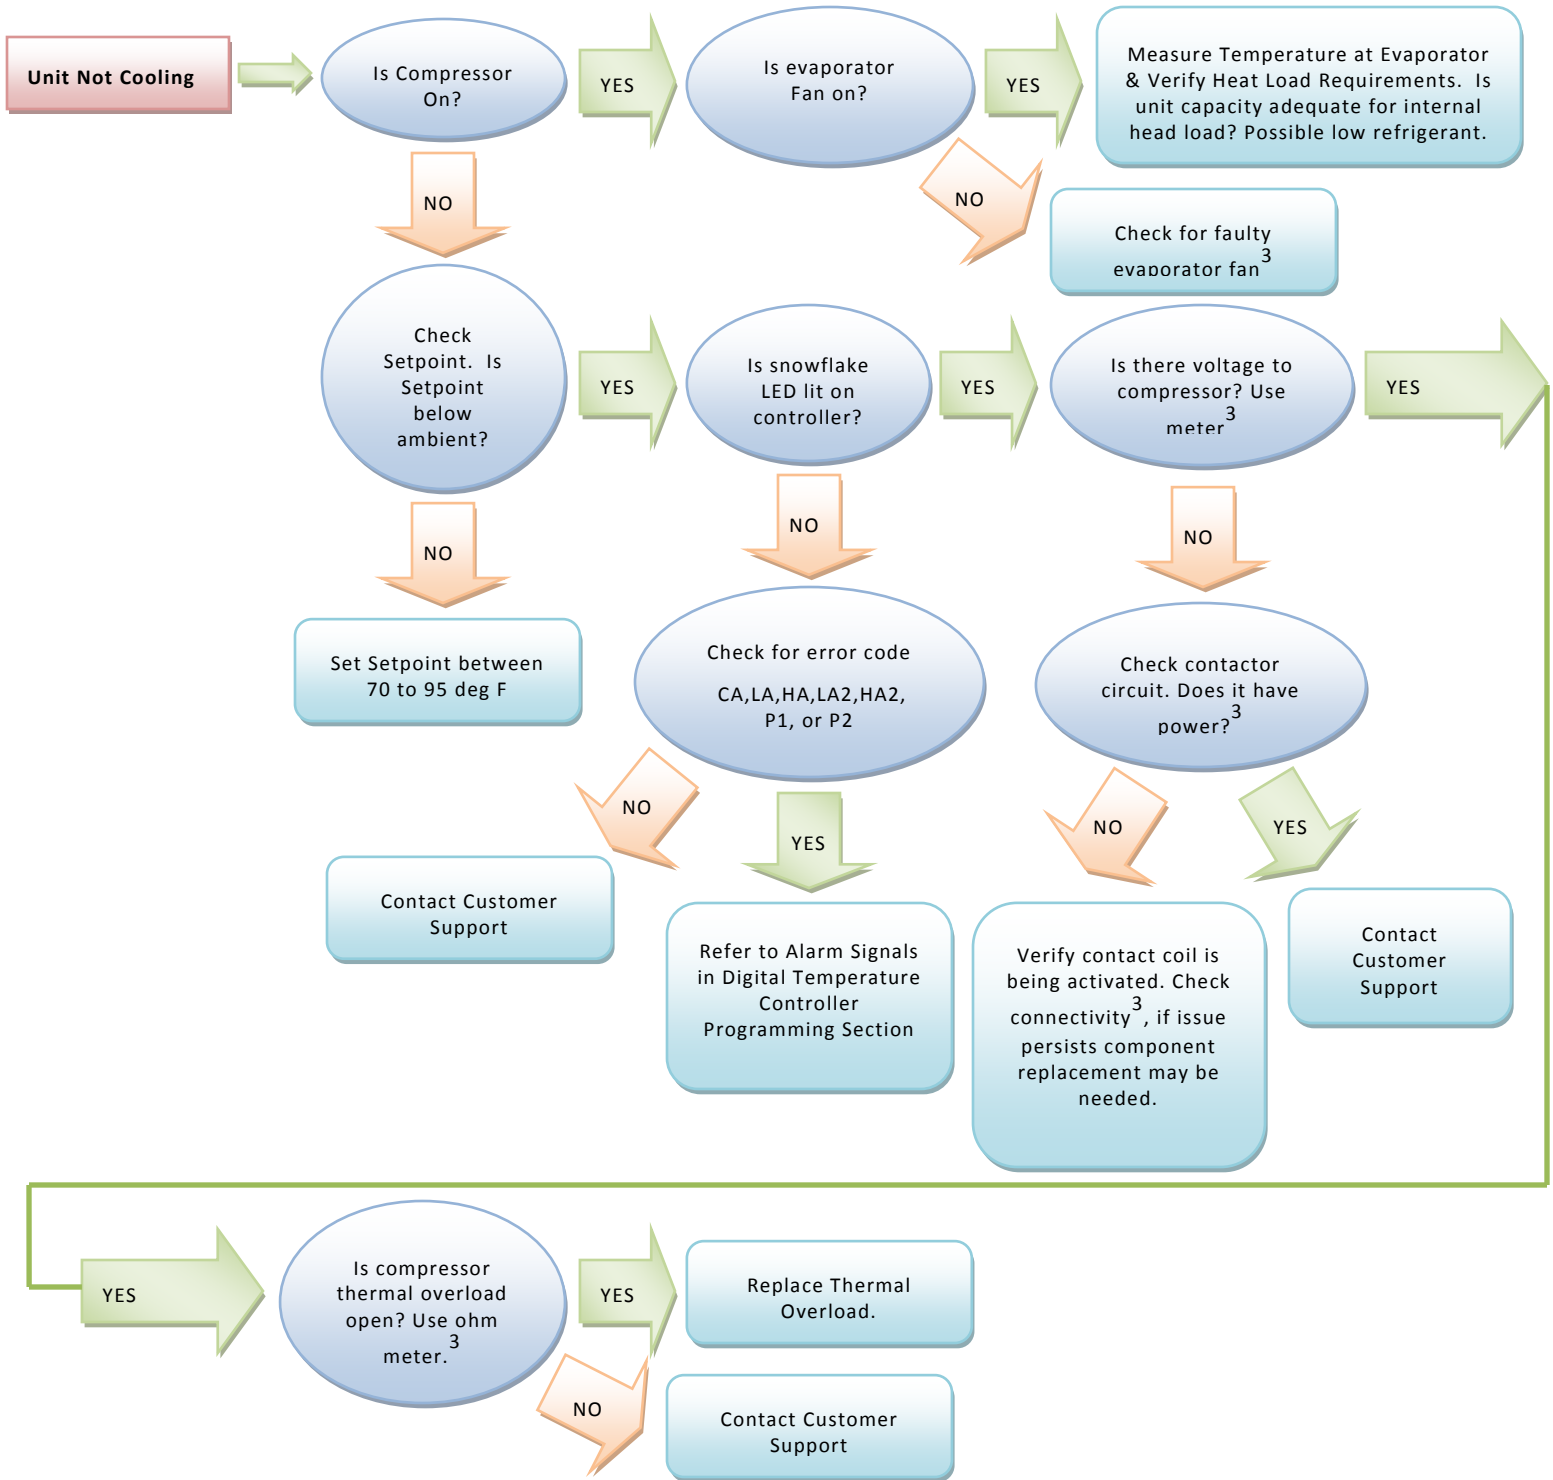 Unit Not Cooling
Is Compressor
On?
YES
Is evaporator
Fan on?
YES
Measure Temperature at Evaporator
& Verify Heat Load Requirements.  Is
unit capacity adequate for internal
head load? Possible low refrigerant.
NO
NO
Check for faulty
evaporator fan3
Check
Setpoint.  Is
Setpoint
below
ambient?
YES
Is snowflake
LED lit on
controller?
YES
Is there voltage to
compressor? Use
meter3
YES
NO
NO
NO
Set Setpoint between
70 to 95 deg F
Check for error code
CA,LA,HA,LA2,HA2,
P1, or P2
Check contactor
circuit. Does it have
power?3
NO
YES
NO
YES
Contact Customer
Support
Refer to Alarm Signals
in Digital Temperature
Controller
Programming Section
Verify contact coil is
being activated. Check
connectivity3, if issue
persists component
replacement may be
needed.
Contact
Customer
Support
YES
Is compressor
thermal overload
open? Use ohm
meter.3
YES
Replace Thermal
Overload.
NO
Contact Customer
Support